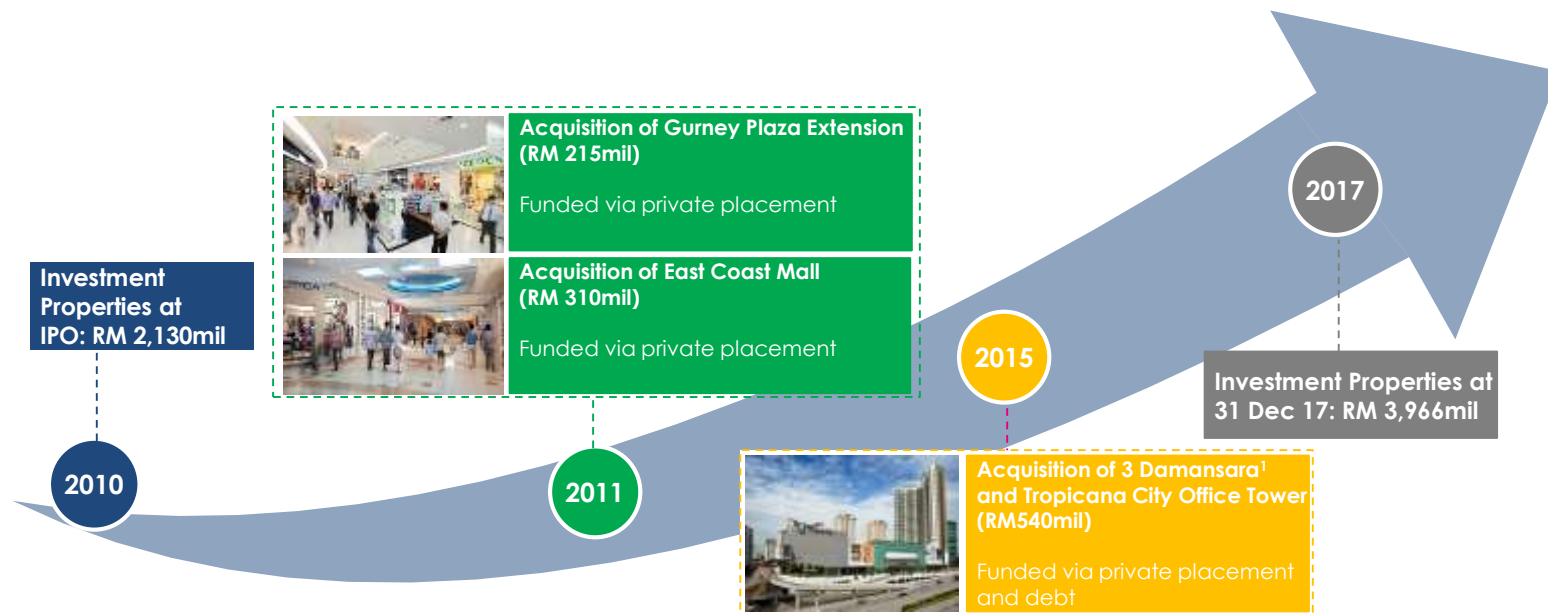 Investment
Properties at
IPO: RM 2,130mil
2010
Acquisition of Gurney Plaza Extension
(RM 215mil)
Funded via private placement
Acquisition of East Coast Mall
(RM 310mil)
Funded via private placement
2011
2015
Acquisition of 3 Damansara¹
and Tropicana City Office Tower
(RM540mil)
Funded via private placement
and debt
2017
Investment Properties at
31 Dec 17: RM 3,966mil